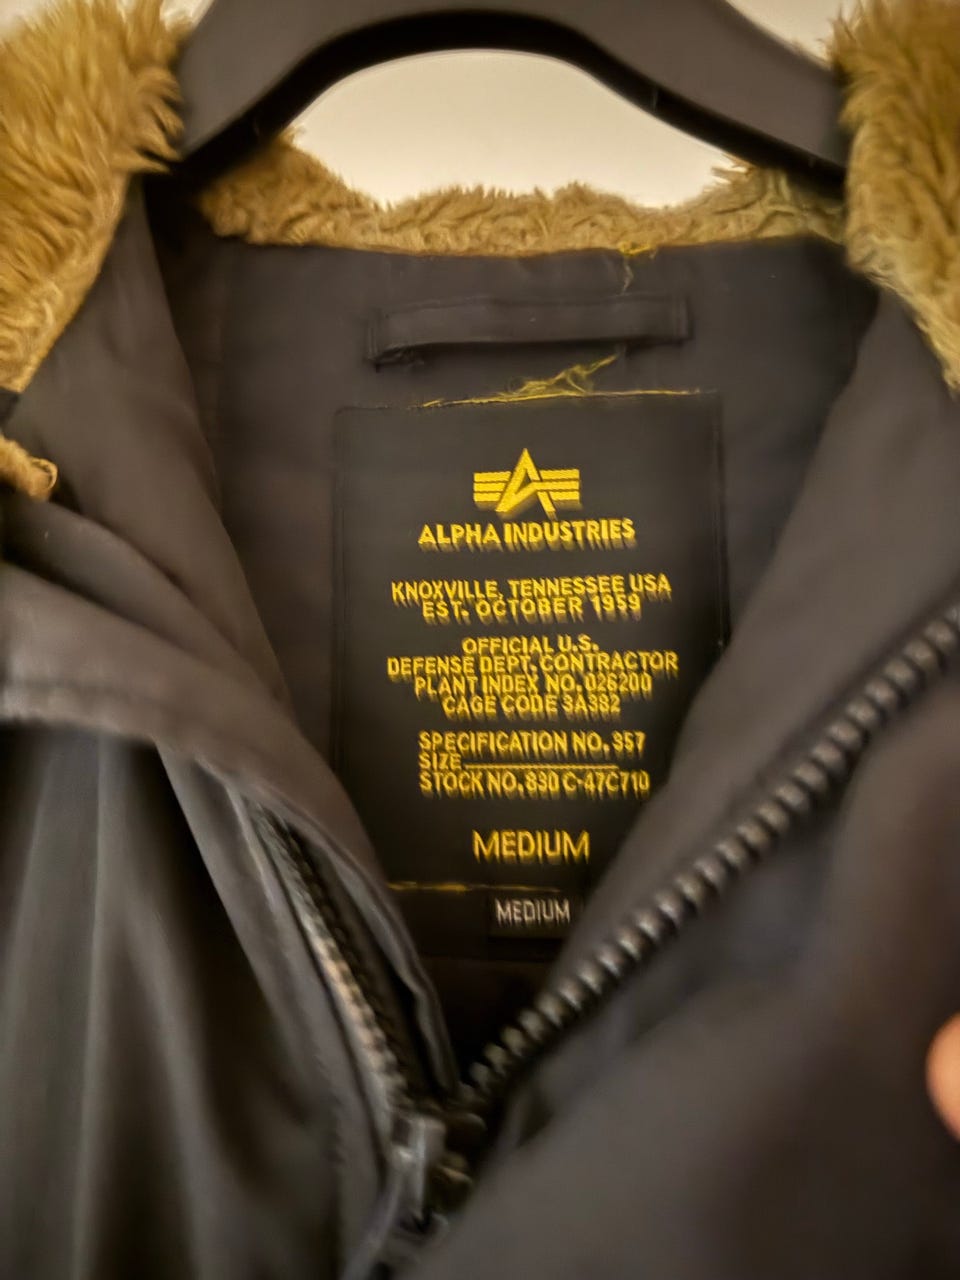 ALPHA INDUSTRIES
KNOXVILLE, TENNESSEE USA
EST. OCTOBER 1959
OFFICIAL U.S.
DEFENSE DEPT. CONTRACTOR
PLANT INDEX NO. 026200
CAGE CODE 3A382
SPECIFICATION NO. 357
SIZE
STOCK NO. 830 C-47C710
MEDIUM
MEDIUM